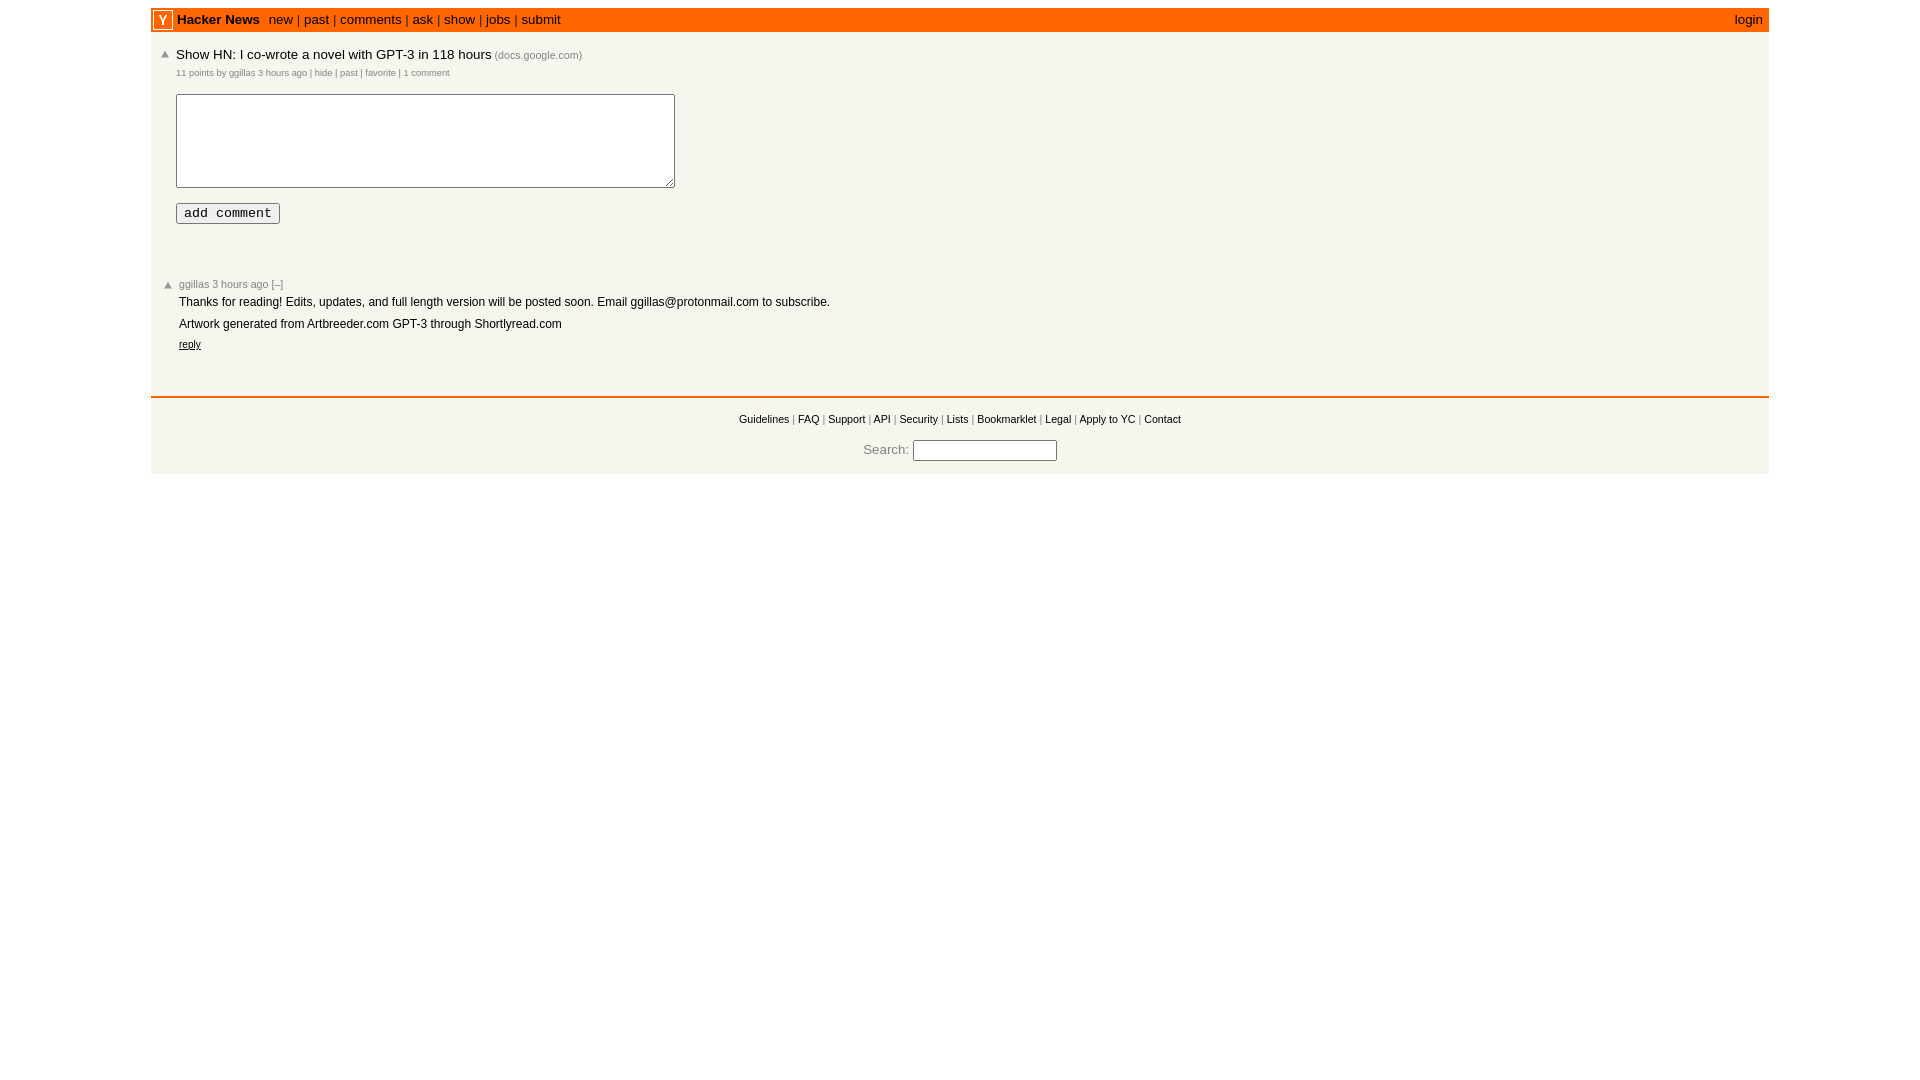 Y Hacker News new | past | comments | ask | show | jobs | submit login
Show HN: I co-wrote a novel with GPT-3 in 118 hours (docs.google.com)
11 points by ggillas 3 hours ago | hide | past | favorite | 1 comment
add comment
ggillas 3 hours ago [–]
Thanks for reading! Edits, updates, and full length version will be posted soon. Email ggillas@protonmail.com to subscribe.
Artwork generated from Artbreeder.com GPT-3 through Shortlyread.com
reply
Guidelines | FAQ | Support | API | Security | Lists | Bookmarklet | Legal | Apply to YC | Contact
Search: